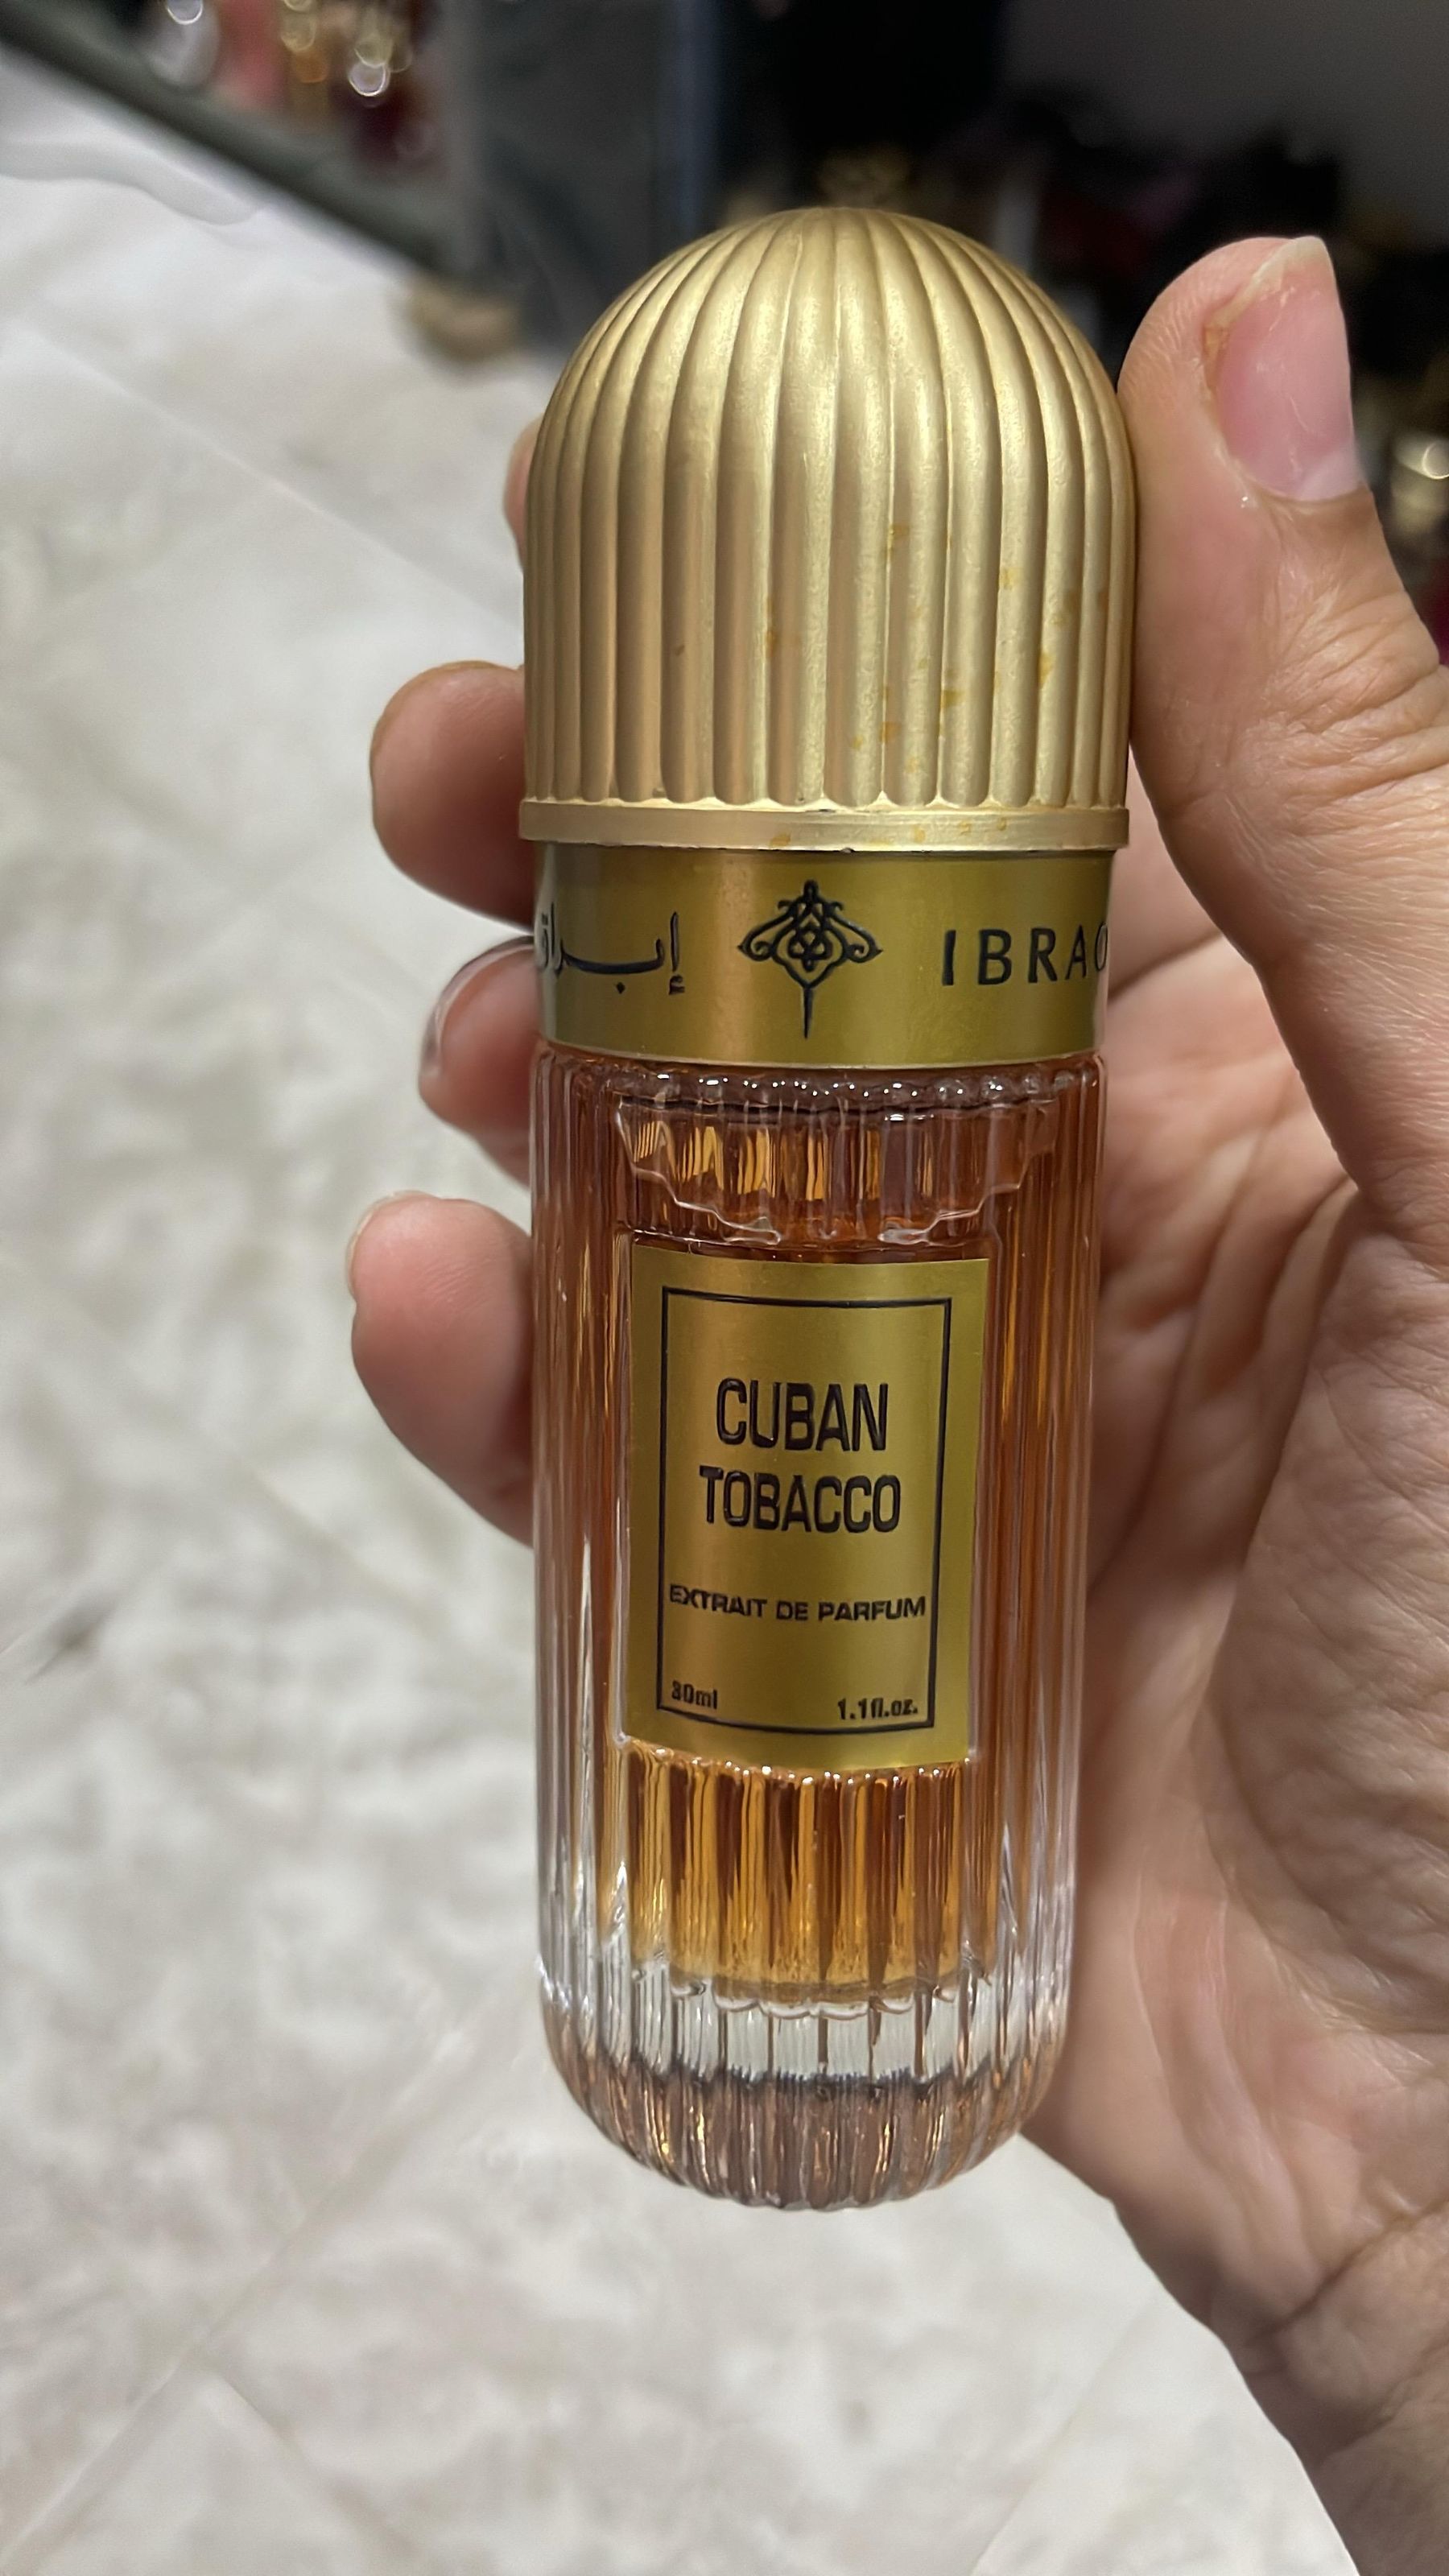 إبراق IBRAQ
CUBAN
TOBACCO
EXTRAIT DE PARFUM
30ml 1.1fl.oz.